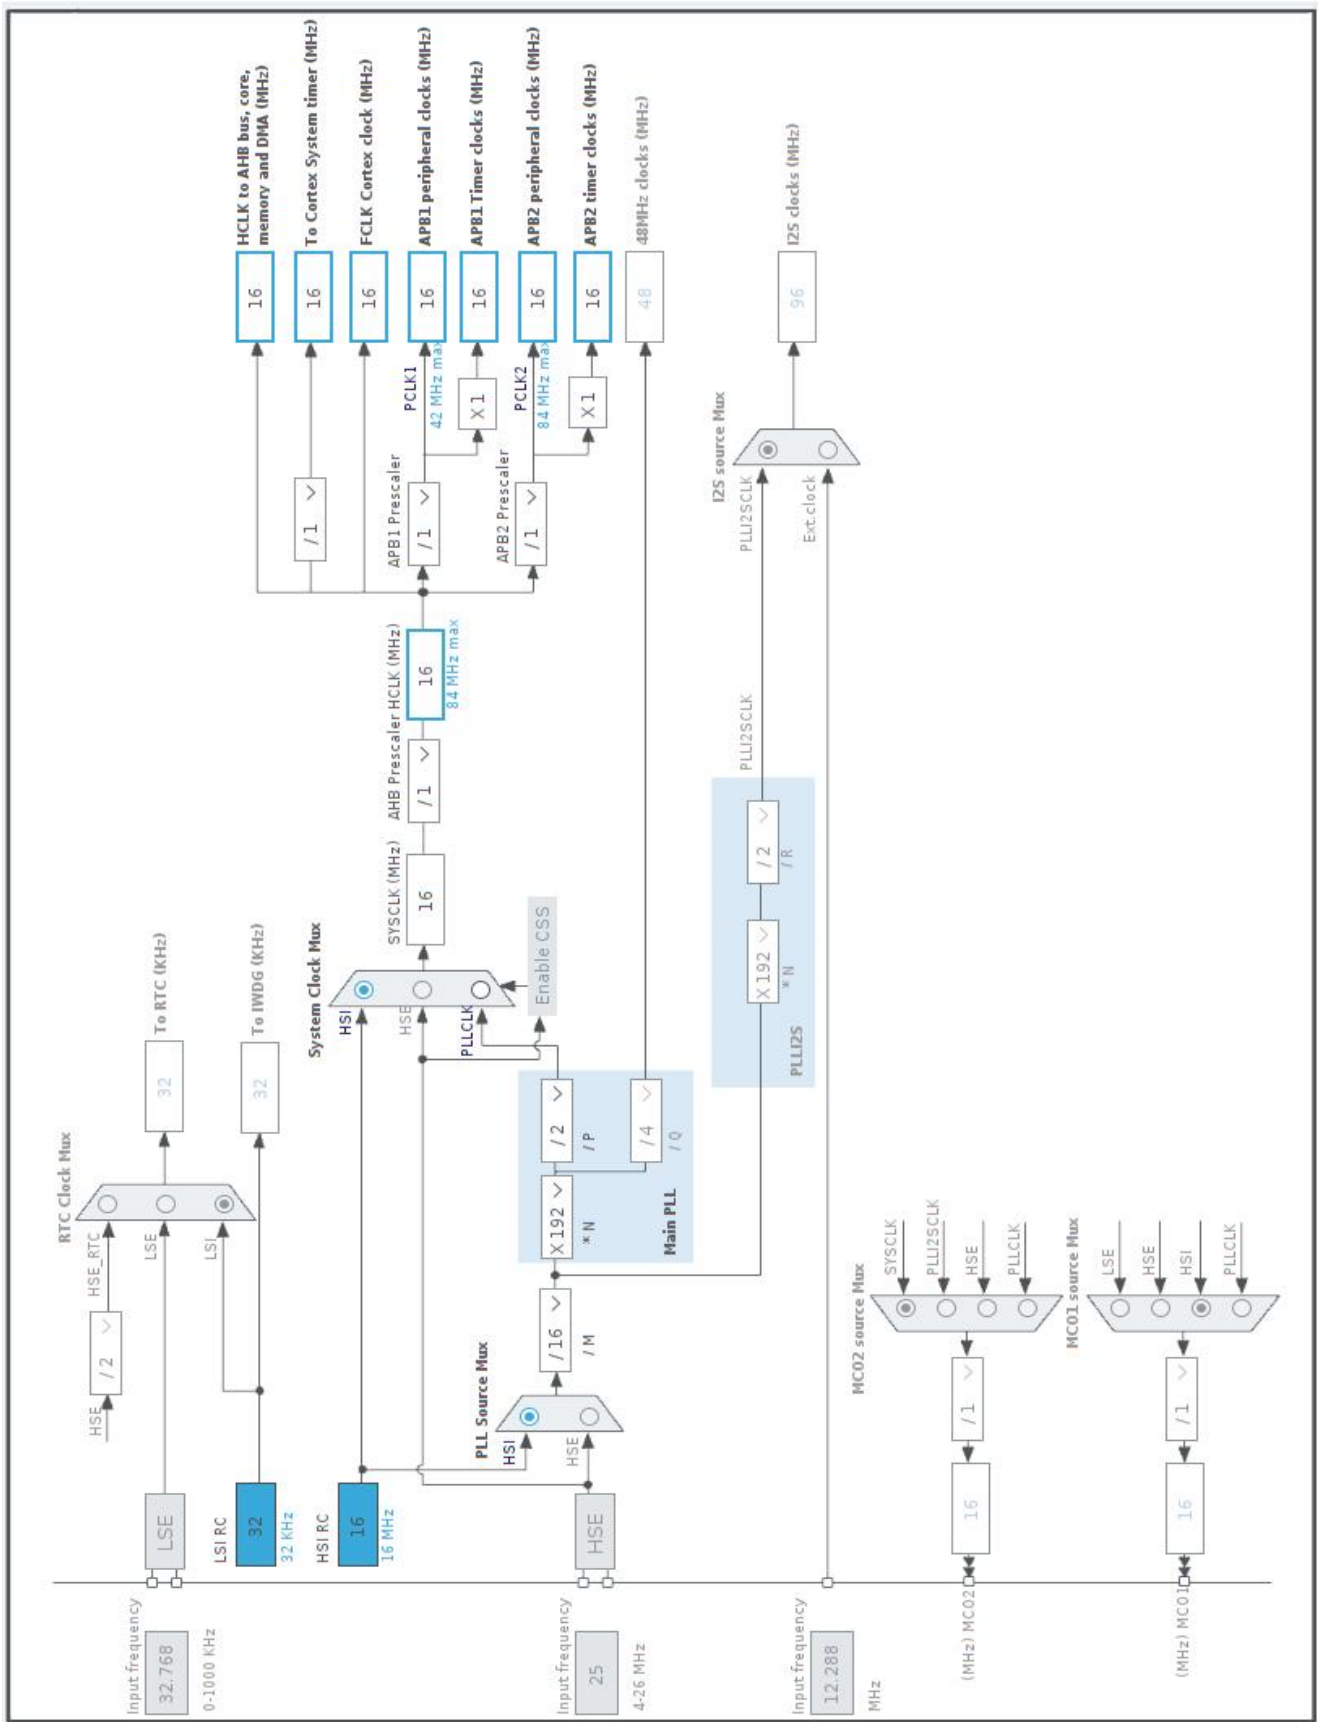 RTC Clock Mux
HSE
/ 2
HSE_RTC
Input frequency
32.768
0-1000 KHz
LSE
LSE
32
To RTC (KHz)
LSI RC
32
32 KHz
LSI
32
To IWDG (KHz)
HSI RC
16
16 MHz
System Clock Mux
HSI
HSE
PLLCLK
Enable CSS
SYSCLK (MHz)
16
AHB Prescaler
/ 1
HCLK (MHz)
16
84 MHz max
16
HCLK to AHB bus, core,
memory and DMA (MHz)
/ 1
16
To Cortex System timer (MHz)
16
FCLK Cortex clock (MHz)
APB1 Prescaler
/ 1
PCLK1
42 MHz max
16
APB1 peripheral clocks (MHz)
X 1
16
APB1 Timer clocks (MHz)
APB2 Prescaler
/ 1
PCLK2
84 MHz max
16
APB2 peripheral clocks (MHz)
X 1
16
APB2 timer clocks (MHz)
48
48MHz clocks (MHz)
PLL Source Mux
HSI
HSE
Input frequency
25
4-26 MHz
HSE
/ 16
/ M
X 192
* N
/ 2
/ P
/ 4
/ Q
Main PLL
X 192
* N
/ 2
/ R
PLLI2S
PLLI2SCLK
I2S source Mux
PLLI2SCLK
Ext.clock
96
I2S clocks (MHz)
Input frequency
12.288
MHz
MCO2 source Mux
SYSCLK
PLLI2SCLK
HSE
PLLCLK
/ 1
16
(MHz) MCO2
MCO1 source Mux
LSE
HSE
HSI
PLLCLK
/ 1
16
(MHz) MCO1